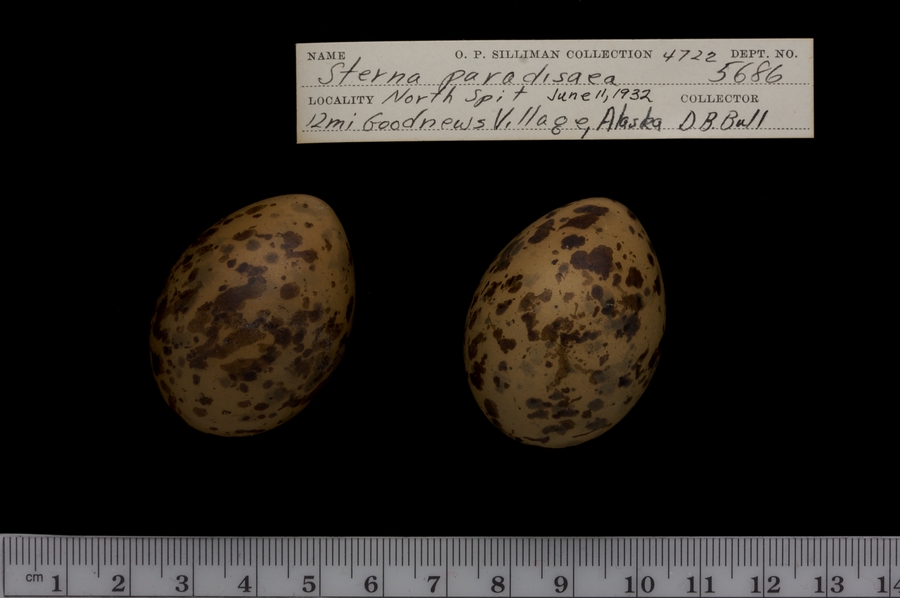 NAME O. P. SILLIMAN COLLECTION 4722 DEPT. NO.
Sterna paradisaea 5686
LOCALITY North Spit June 11, 1932 COLLECTOR
12mi Goodnews Village, Alaska D.B. Bull
cm 1 2 3 4 5 6 7 8 9 10 11 12 13 14